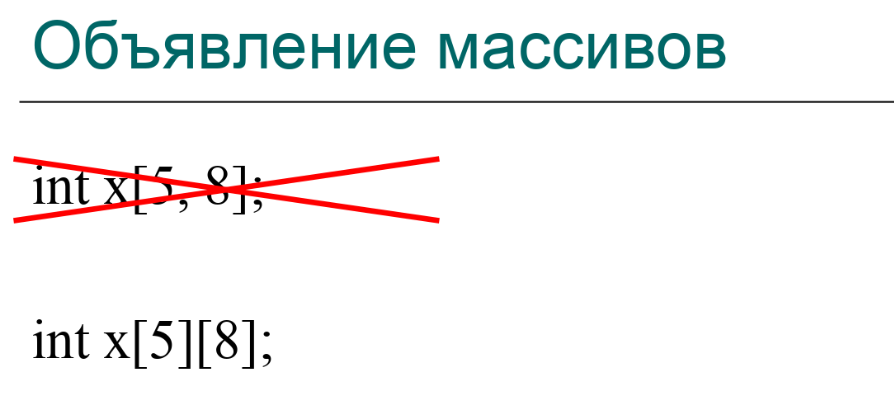 Объявление массивов
int x[5, 8];
int x[5][8];